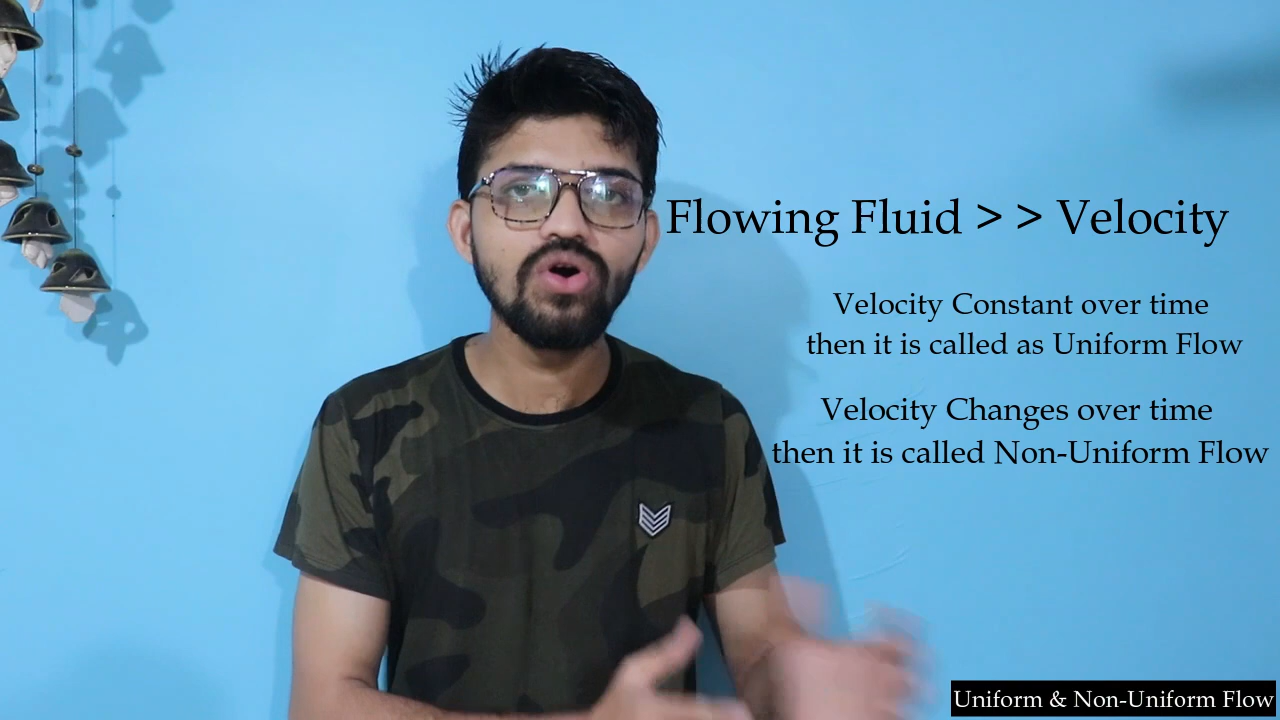 Flowing Fluid > > Velocity
Velocity Constant over time
then it is called as Uniform Flow
Velocity Changes over time
then it is called Non-Uniform Flow
Uniform & Non-Uniform Flow